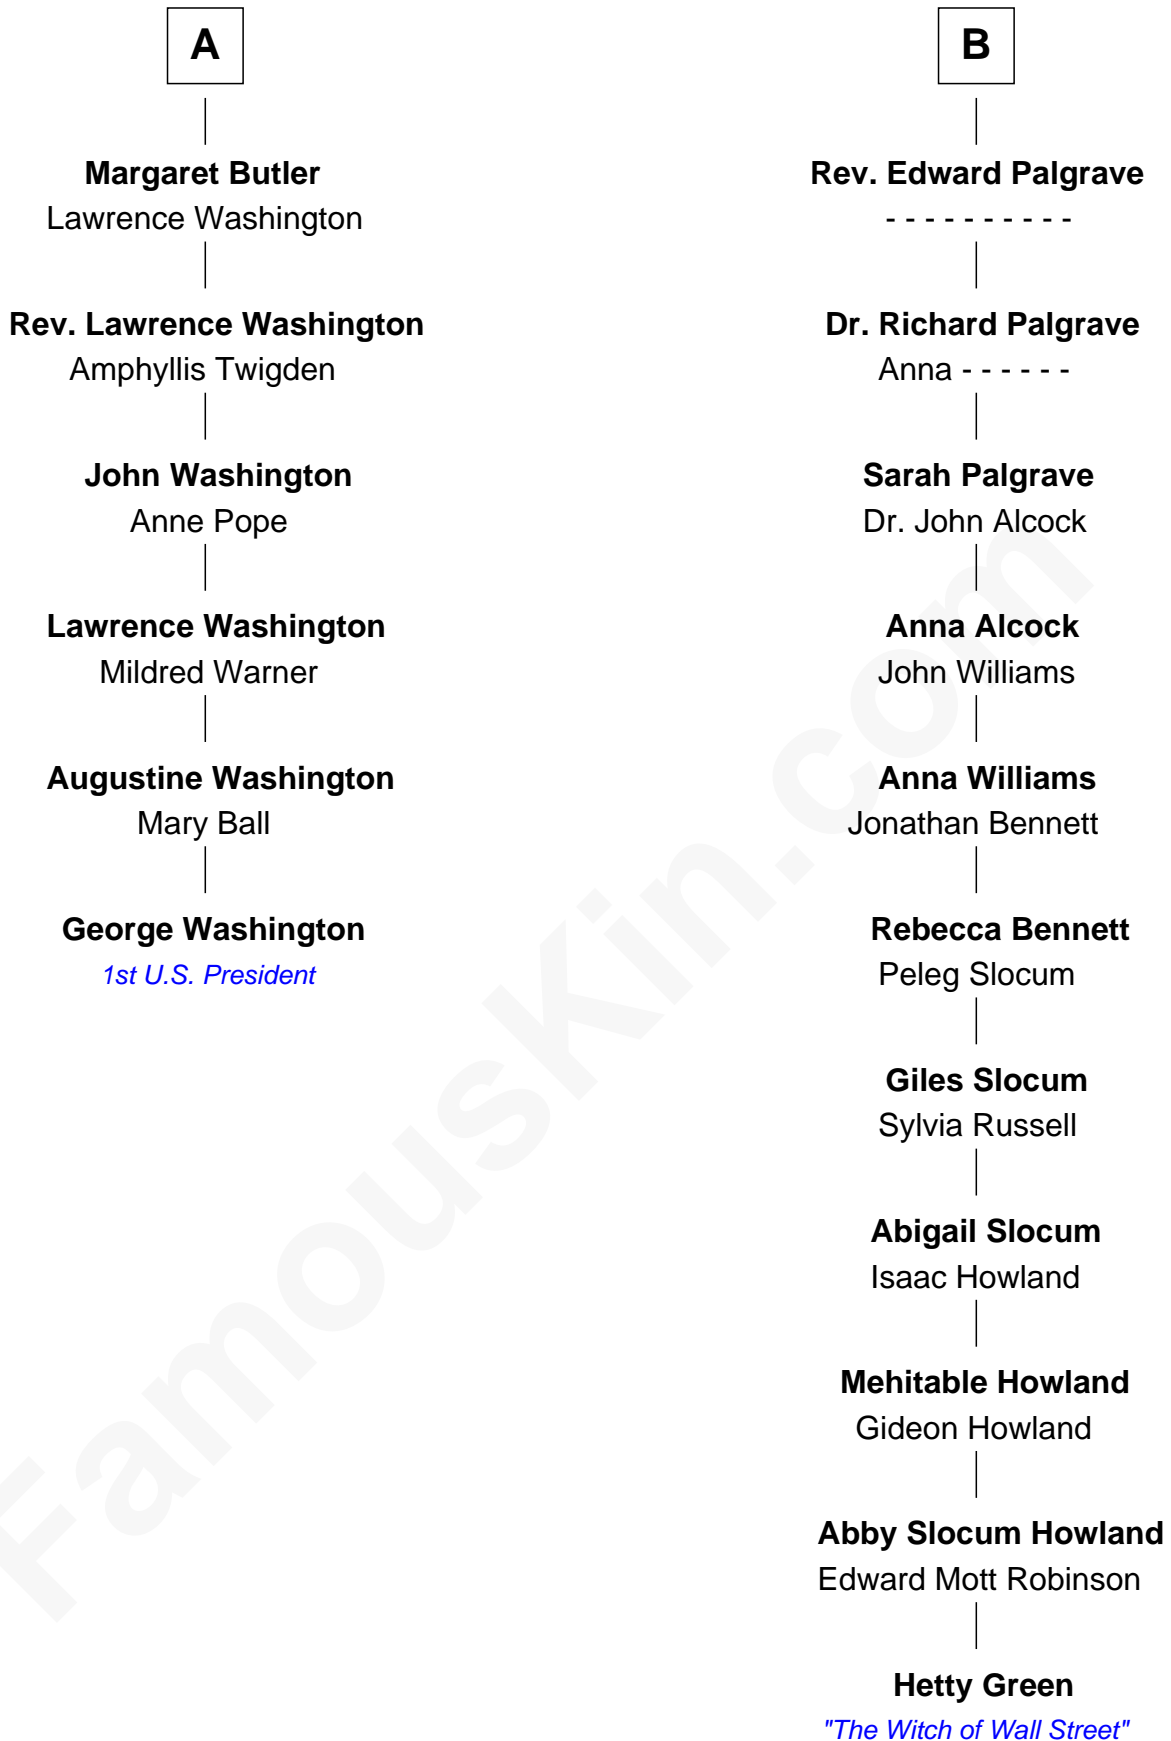 A
Margaret Butler
Lawrence Washington
Rev. Lawrence Washington
Amphyllis Twigden
John Washington
Anne Pope
Lawrence Washington
Mildred Warner
Augustine Washington
Mary Ball
George Washington
1st U.S. President
B
Rev. Edward Palgrave
- - - - - - - - - -
Dr. Richard Palgrave
Anna - - - - - -
Sarah Palgrave
Dr. John Alcock
Anna Alcock
John Williams
Anna Williams
Jonathan Bennett
Rebecca Bennett
Peleg Slocum
Giles Slocum
Sylvia Russell
Abigail Slocum
Isaac Howland
Mehitable Howland
Gideon Howland
Abby Slocum Howland
Edward Mott Robinson
Hetty Green
"The Witch of Wall Street"
FamousKin.com